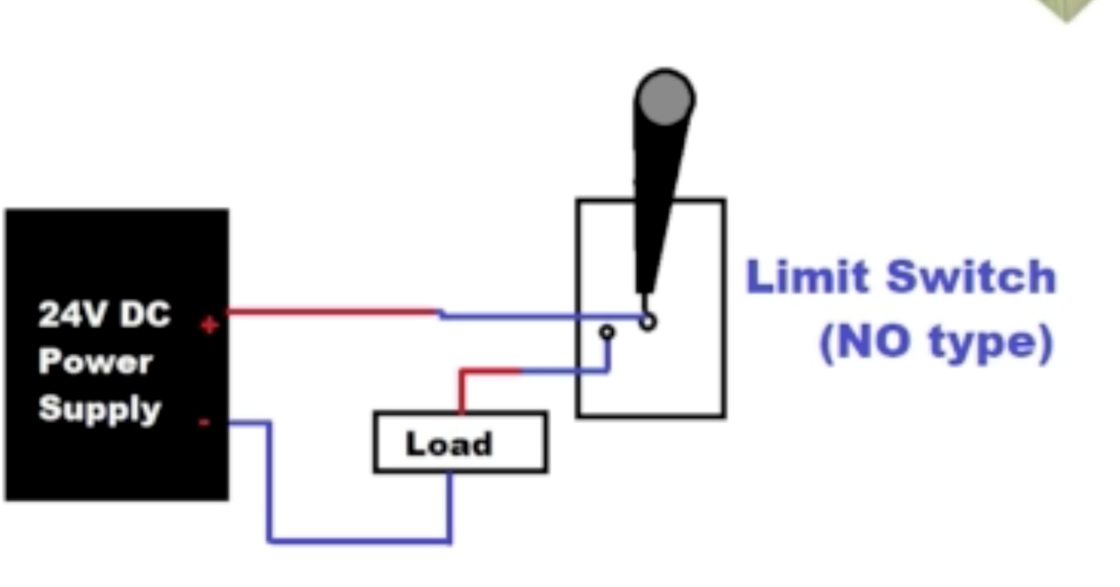 24V DC
Power
Supply
+
-
Load
Limit Switch
(NO type)